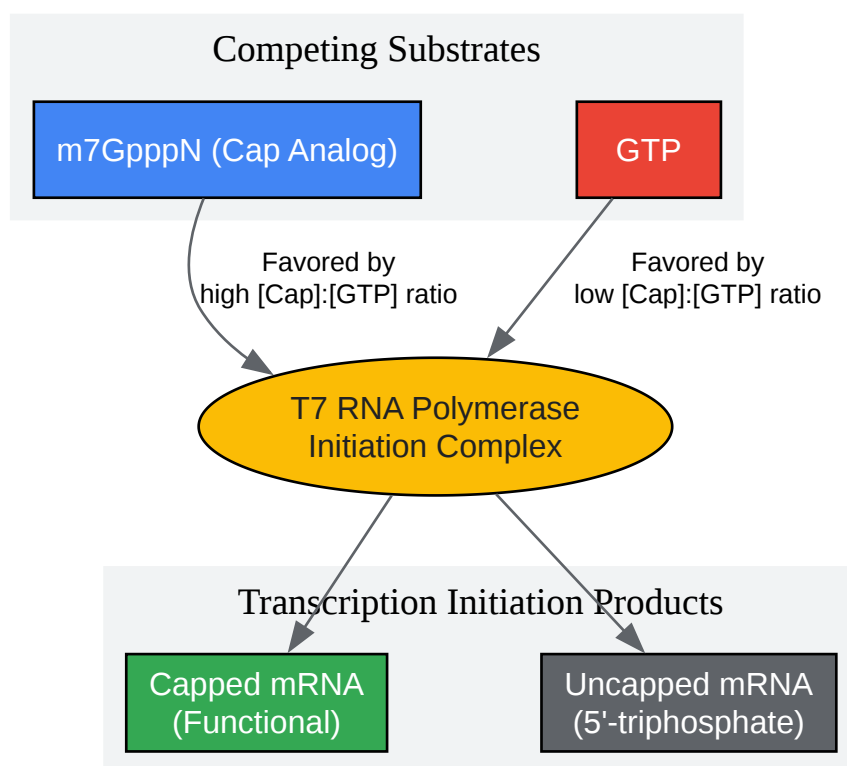 Competing Substrates
m7GpppN (Cap Analog)
GTP
Favored by
high [Cap]:[GTP] ratio
Favored by
low [Cap]:[GTP] ratio
T7 RNA Polymerase
Initiation Complex
Transcription Initiation Products
Capped mRNA
(Functional)
Uncapped mRNA
(5'-triphosphate)